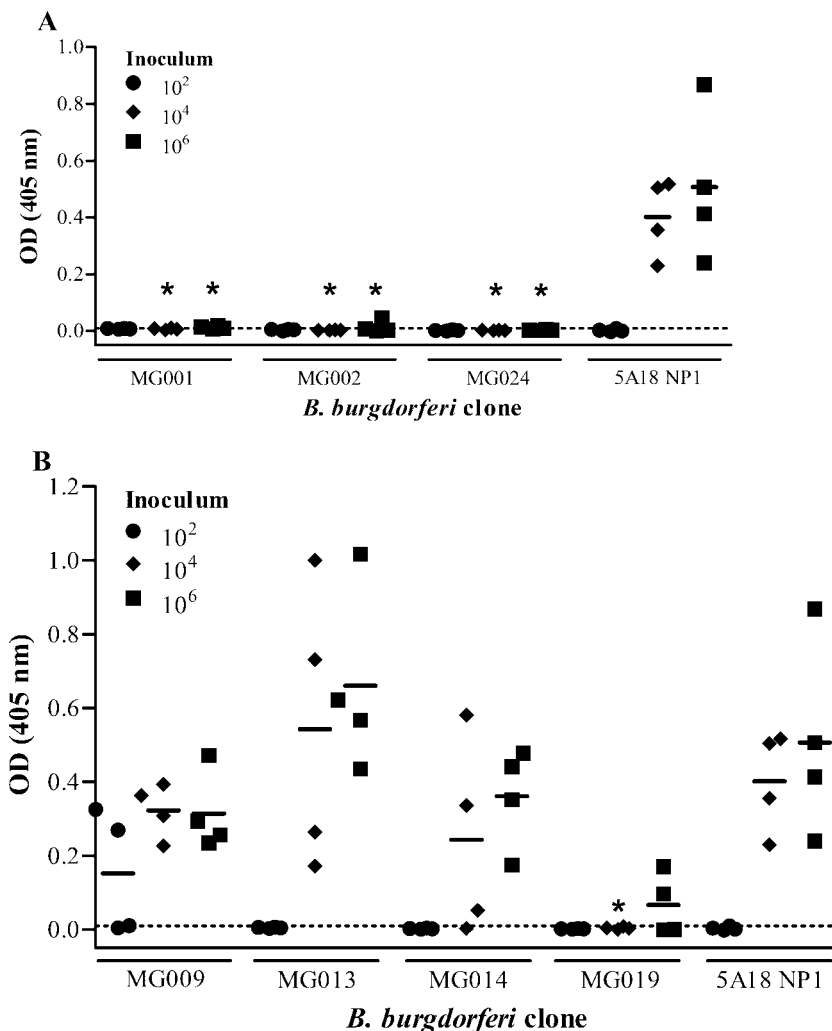 A
Inoculum
10²
10⁴
10⁶
1.0
0.8
0.6
0.4
0.2
0.0
OD (405 nm)
* * * * * *
MG001 MG002 MG024 5A18 NP1
B. burgdorferi clone
B
Inoculum
10²
10⁴
10⁶
1.2
1.0
0.8
0.6
0.4
0.2
0.0
OD (405 nm)
*
MG009 MG013 MG014 MG019 5A18 NP1
B. burgdorferi clone